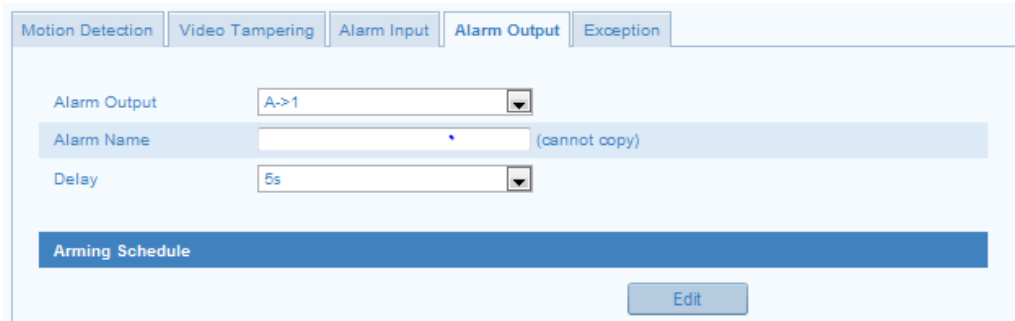 Motion Detection Video Tampering Alarm Input Alarm Output Exception
Alarm Output A->1
Alarm Name (cannot copy)
Delay 5s
Arming Schedule
Edit